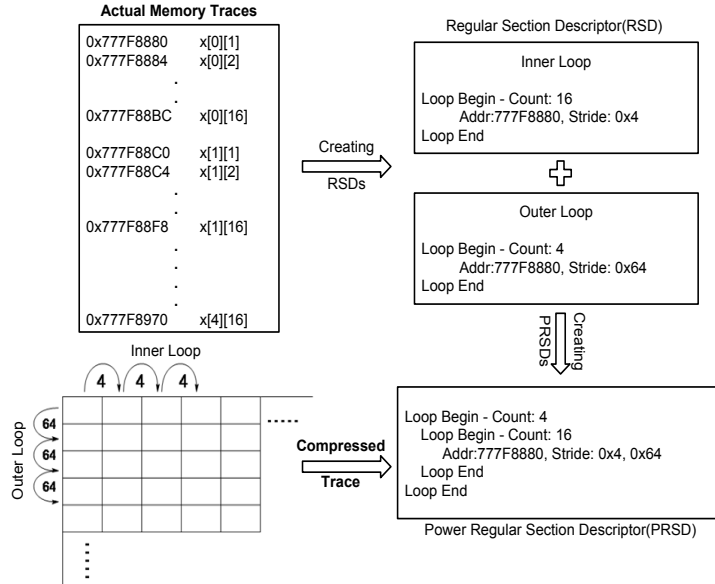 Actual Memory Traces
0x777F8880 x[0][1]
0x777F8884 x[0][2]
.
.
0x777F88BC x[0][16]
0x777F88C0 x[1][1]
0x777F88C4 x[1][2]
.
.
0x777F88F8 x[1][16]
.
.
.
.
0x777F8970 x[4][16]
Creating
RSDs
Regular Section Descriptor(RSD)
Inner Loop
Loop Begin - Count: 16
Addr:777F8880, Stride: 0x4
Loop End
Outer Loop
Loop Begin - Count: 4
Addr:777F8880, Stride: 0x64
Loop End
Creating
PRSDs
Inner Loop
4 4 4
Outer Loop
64
64
64
.....
Compressed
Trace
Loop Begin - Count: 4
Loop Begin - Count: 16
Addr:777F8880, Stride: 0x4, 0x64
Loop End
Loop End
Power Regular Section Descriptor(PRSD)